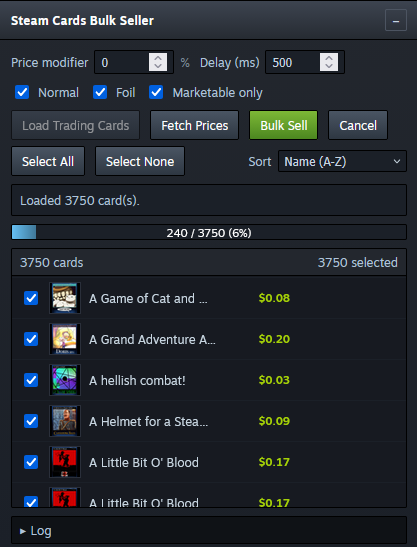 Steam Cards Bulk Seller –
Price modifier 0 % Delay (ms) 500
Normal Foil Marketable only
Load Trading Cards Fetch Prices Bulk Sell Cancel
Select All Select None Sort Name (A-Z)
Loaded 3750 card(s).
240 / 3750 (6%)
3750 cards 3750 selected
A Game of Cat and ... $0.08
A Grand Adventure A... $0.20
A hellish combat! $0.03
A Helmet for a Stea... $0.09
A Little Bit O' Blood $0.17
A Little Bit O' Blood $0.17
▸ Log